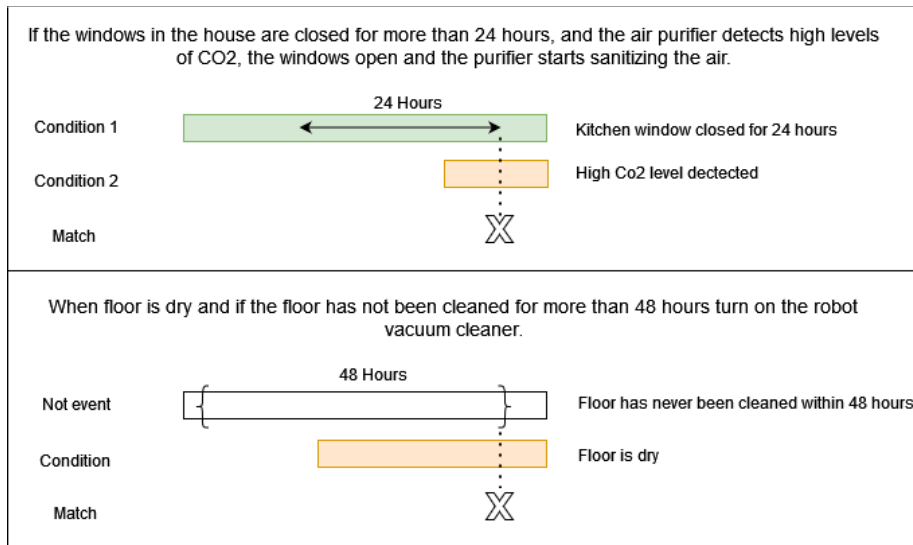 If the windows in the house are closed for more than 24 hours, and the air purifier detects high levels
of CO2, the windows open and the purifier starts sanitizing the air.
24 Hours
Condition 1
Kitchen window closed for 24 hours
Condition 2
High Co2 level dectected
Match
When floor is dry and if the floor has not been cleaned for more than 48 hours turn on the robot
vacuum cleaner.
48 Hours
Not event
Floor has never been cleaned within 48 hours
Condition
Floor is dry
Match